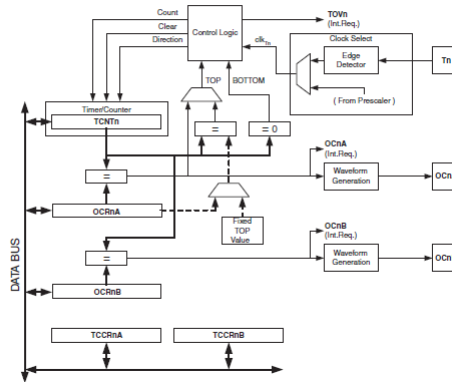 Count
Clear
Direction
Control Logic
clkTn
TOVn
(Int.Req.)
Clock Select
Edge
Detector
Tn
( From Prescaler )
TOP
BOTTOM
Timer/Counter
TCNTn
=
= 0
=
OCnA
(Int.Req.)
Waveform
Generation
OCn
OCRnA
Fixed
TOP
Value
OCnB
(Int.Req.)
Waveform
Generation
OCn
=
OCRnB
DATA BUS
TCCRnA
TCCRnB